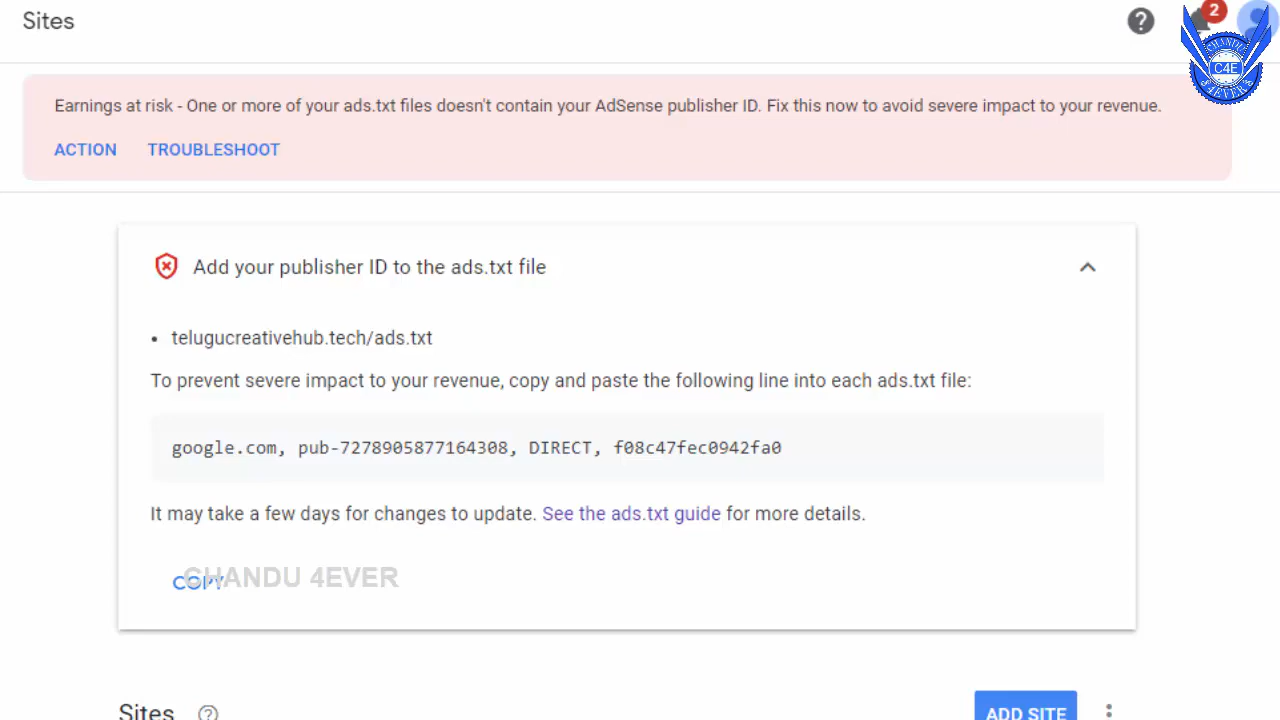 Sites
2
CHANDU
C4E
4EVER
Earnings at risk - One or more of your ads.txt files doesn't contain your AdSense publisher ID. Fix this now to avoid severe impact to your revenue.
ACTION TROUBLESHOOT
Add your publisher ID to the ads.txt file
• telugucreativehub.tech/ads.txt
To prevent severe impact to your revenue, copy and paste the following line into each ads.txt file:
google.com, pub-7278905877164308, DIRECT, f08c47fec0942fa0
It may take a few days for changes to update. See the ads.txt guide for more details.
COPY
CHANDU 4EVER
Sites
ADD SITE